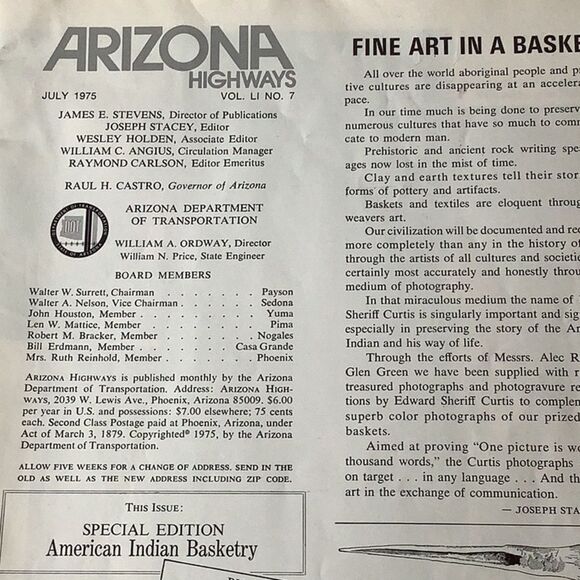 ARIZONA
HIGHWAYS
JULY 1975 VOL. LI NO. 7
JAMES E. STEVENS, Director of Publications
JOSEPH STACEY, Editor
WESLEY HOLDEN, Associate Editor
WILLIAM C. ANGIUS, Circulation Manager
RAYMOND CARLSON, Editor Emeritus
RAUL H. CASTRO, Governor of Arizona
ARIZONA DEPARTMENT
OF TRANSPORTATION
WILLIAM A. ORDWAY, Director
William N. Price, State Engineer
BOARD MEMBERS
Walter W. Surrett, Chairman . . . . . . . Payson
Walter A. Nelson, Vice Chairman . . . . . Sedona
John Houston, Member . . . . . . . . Yuma
Len W. Mattice, Member . . . . . . . . Pima
Robert M. Bracker, Member . . . . . . Nogales
Bill Erdmann, Member . . . . . . Casa Grande
Mrs. Ruth Reinhold, Member . . . . . . Phoenix
ARIZONA HIGHWAYS is published monthly by the Arizona
Department of Transportation. Address: ARIZONA HIGH-
WAYS, 2039 W. Lewis Ave., Phoenix, Arizona 85009. $6.00
per year in U.S. and possessions: $7.00 elsewhere; 75 cents
each. Second Class Postage paid at Phoenix, Arizona, under
Act of March 3, 1879. Copyrighted© 1975, by the Arizona
Department of Transportation.
ALLOW FIVE WEEKS FOR A CHANGE OF ADDRESS. SEND IN THE
OLD AS WELL AS THE NEW ADDRESS INCLUDING ZIP CODE.
THIS ISSUE:
SPECIAL EDITION
American Indian Basketry
FINE ART IN A BASKE
All over the world aboriginal people and
tive cultures are disappearing at an accelera
pace.
In our time much is being done to preserv
numerous cultures that have so much to com
cate to modern man.
Prehistoric and ancient rock writing spe
ages now lost in the mist of time.
Clay and earth textures tell their stor
forms of pottery and artifacts.
Baskets and textiles are eloquent throug
weavers art.
Our civilization will be documented and rec
more completely than any in the history of
through the artists of all cultures and societie
certainly most accurately and honestly throu
medium of photography.
In that miraculous medium the name of
Sheriff Curtis is singularly important and sig
especially in preserving the story of the Am
Indian and his way of life.
Through the efforts of Messrs. Alec R
Glen Green we have been supplied with r
treasured photographs and photogravure re
tions by Edward Sheriff Curtis to complem
superb color photographs of our prized
baskets.
Aimed at proving “One picture is wo
thousand words,” the Curtis photographs
on target . . . in any language . . . And th
art in the exchange of communication.
— JOSEPH STA